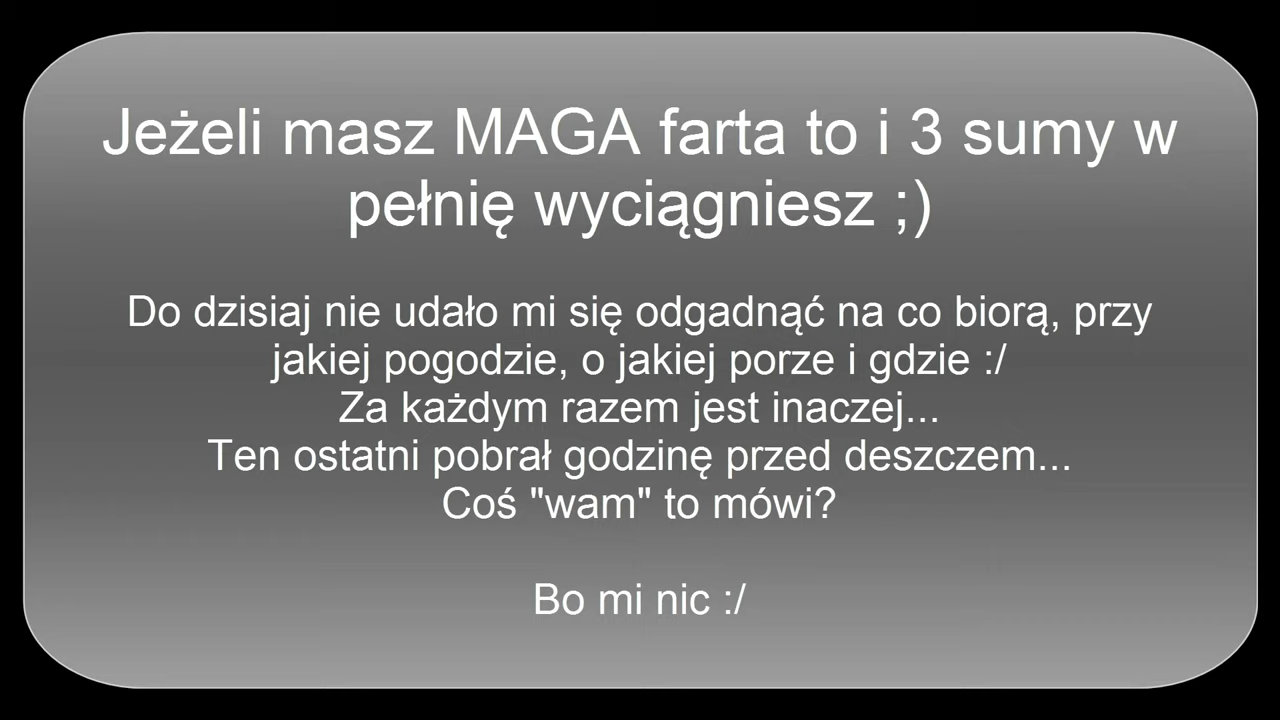 Jeżeli masz MAGA farta to i 3 sumy w
pełnię wyciągniesz ;)
Do dzisiaj nie udało mi się odgadnąć na co biorą, przy
jakiej pogodzie, o jakiej porze i gdzie :/
Za każdym razem jest inaczej...
Ten ostatni pobrał godzinę przed deszczem...
Coś "wam" to mówi?
Bo mi nic :/